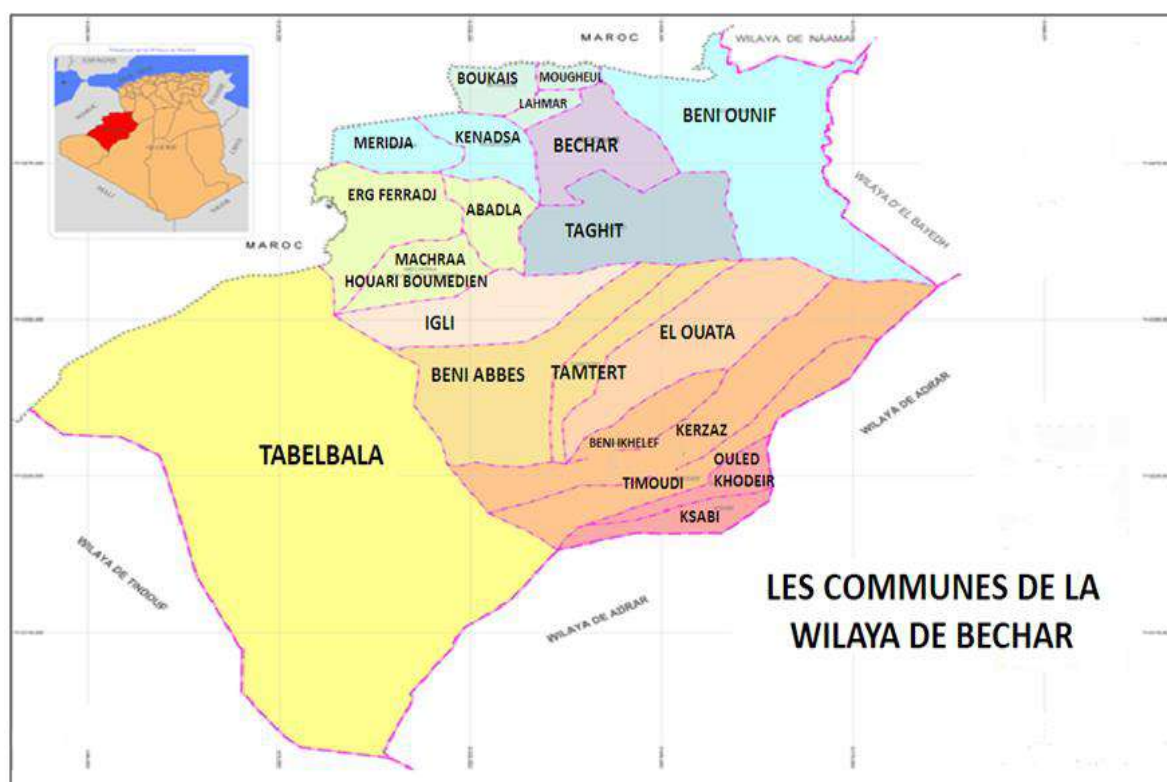 MAROC
WILAYA DE NAAMA
BOUKAIS
MOUGHEUL
LAHMAR
BENI OUNIF
MERIDJA
KENADSA
BECHAR
ERG FERRADJ
ABADLA
TAGHIT
WILAYA D' EL BAYEDH
MAROC
MACHRAA
HOUARI BOUMEDIEN
IGLI
EL OUATA
BENI ABBES
TAMTERT
WILAYA DE ADRAR
TABELBALA
BENI IKHELEF
KERZAZ
OULED
KHODEIR
TIMOUDI
KSABI
WILAYA DE TINDOUF
WILAYA DE ADRAR
LES COMMUNES DE LA
WILAYA DE BECHAR
MALI